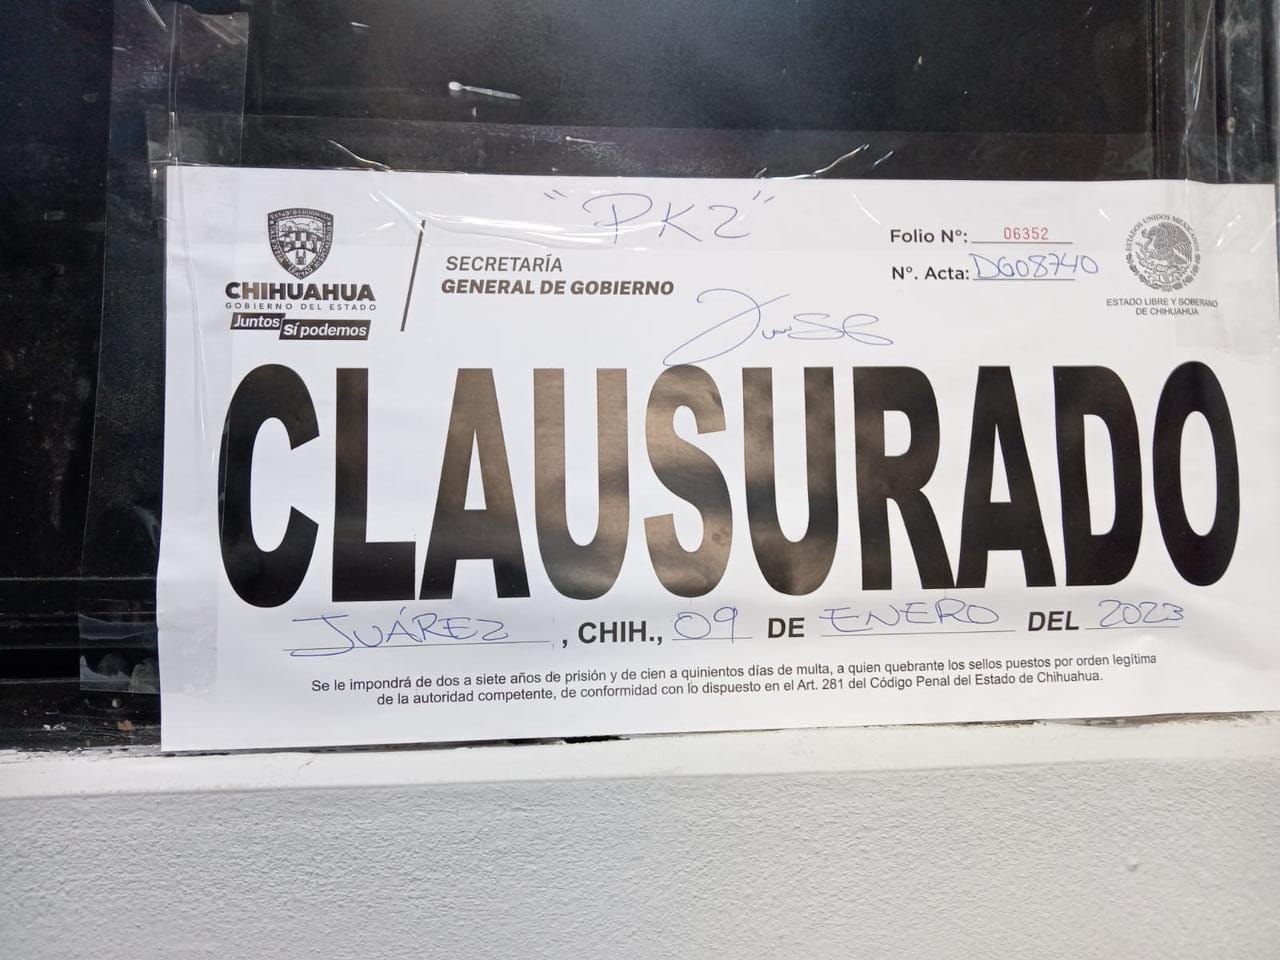 "PK2"
CHIHUAHUA
GOBIERNO DEL ESTADO
Juntos Sí podemos
SECRETARÍA
GENERAL DE GOBIERNO
Folio Nº: 06352
Nº. Acta: DG08740
ESTADOS UNIDOS MEXICANOS
ESTADO LIBRE Y SOBERANO
DE CHIHUAHUA
CLAUSURADO
JUÁREZ, CHIH., 09 DE ENERO DEL 2023
Se le impondrá de dos a siete años de prisión y de cien a quinientos días de multa, a quien quebrante los sellos puestos por orden legítima
de la autoridad competente, de conformidad con lo dispuesto en el Art. 281 del Código Penal del Estado de Chihuahua.